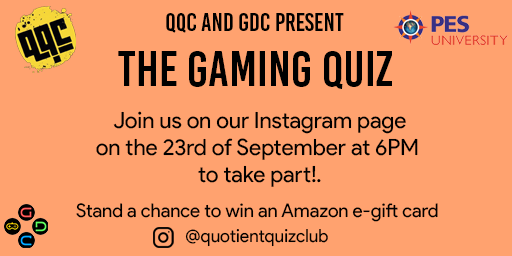 QQC
QQC AND GDC PRESENT
PES
UNIVERSITY
THE GAMING QUIZ
Join us on our Instagram page
on the 23rd of September at 6PM
to take part!.
Stand a chance to win an Amazon e-gift card
G
D
C
@quotientquizclub